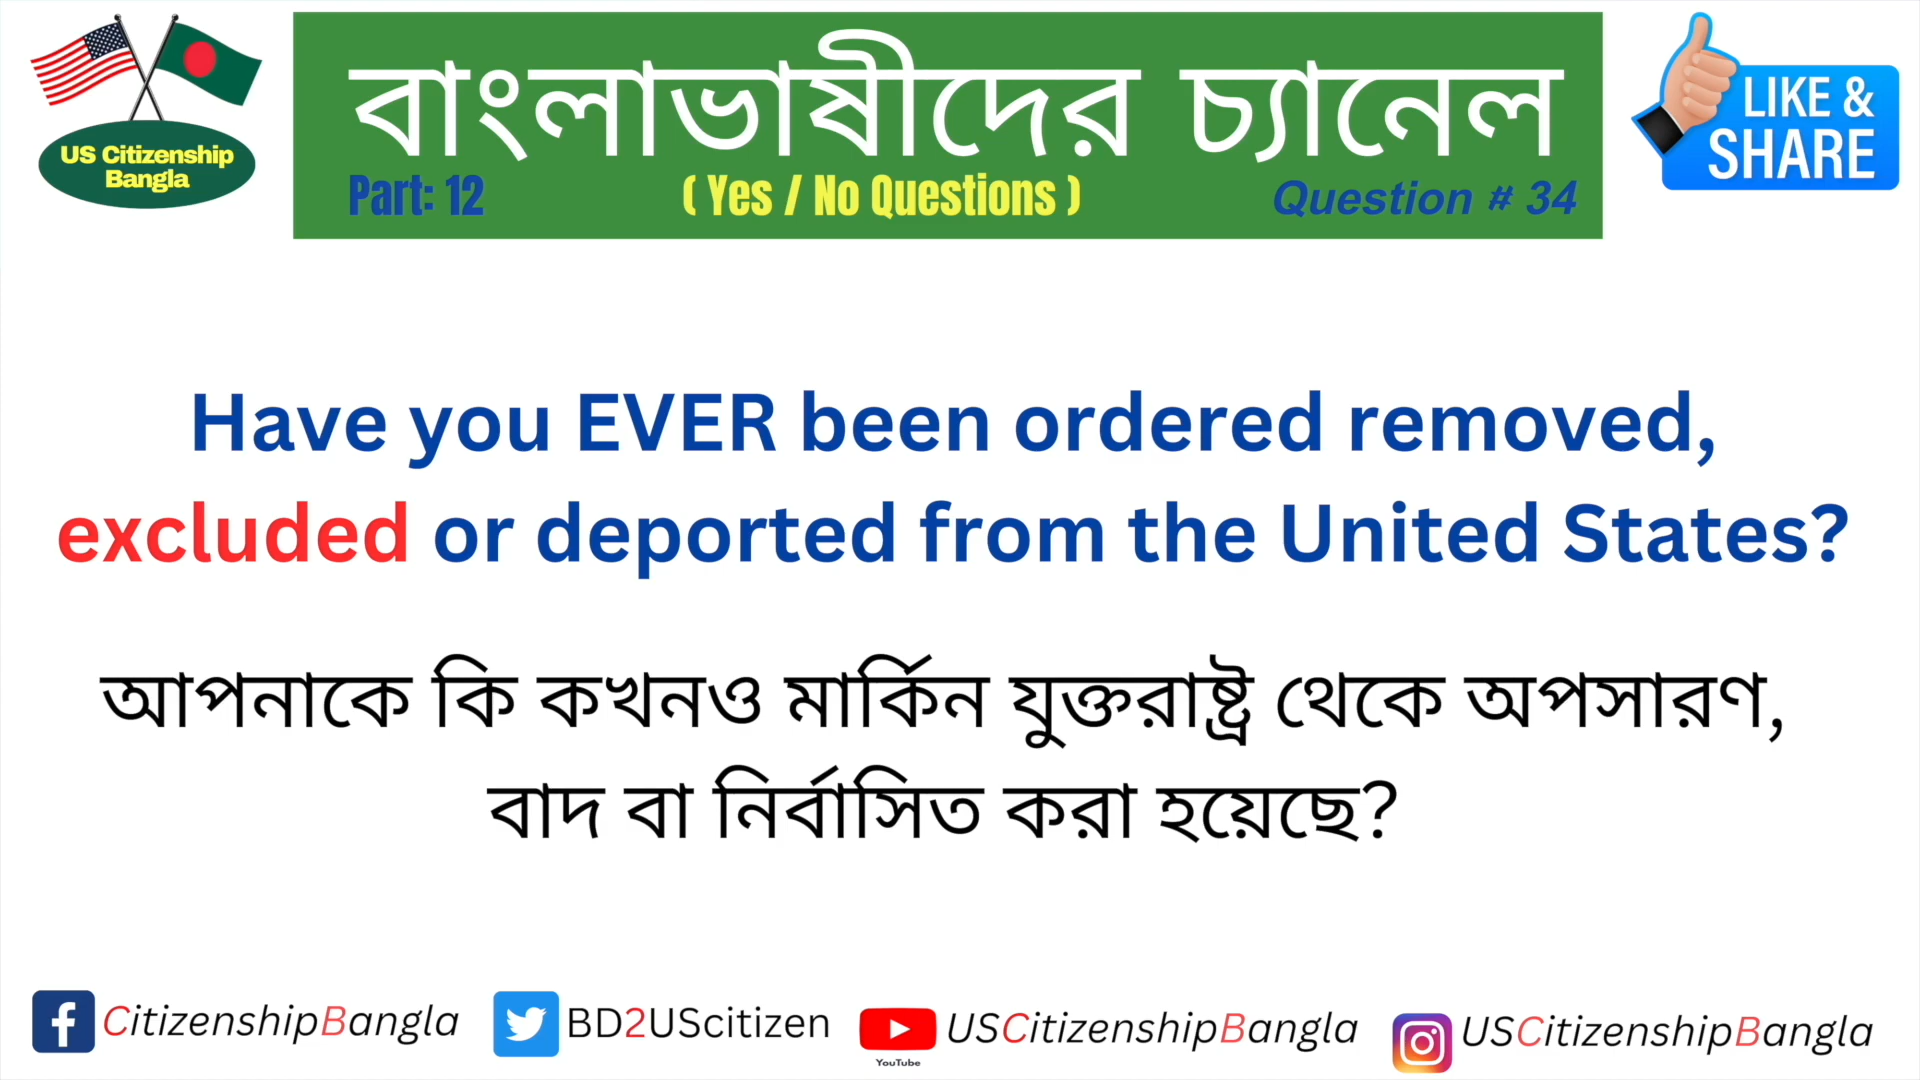 US Citizenship
Bangla
বাংলাভাষীদের চ্যানেল
Part: 12
( Yes / No Questions )
Question # 34
LIKE &
SHARE
Have you EVER been ordered removed,
excluded or deported from the United States?
আপনাকে কি কখনও মার্কিন যুক্তরাষ্ট্র থেকে অপসারণ,
বাদ বা নির্বাসিত করা হয়েছে?
CitizenshipBangla
BD2UScitizen
YouTube
USCitizenshipBangla
USCitizenshipBangla